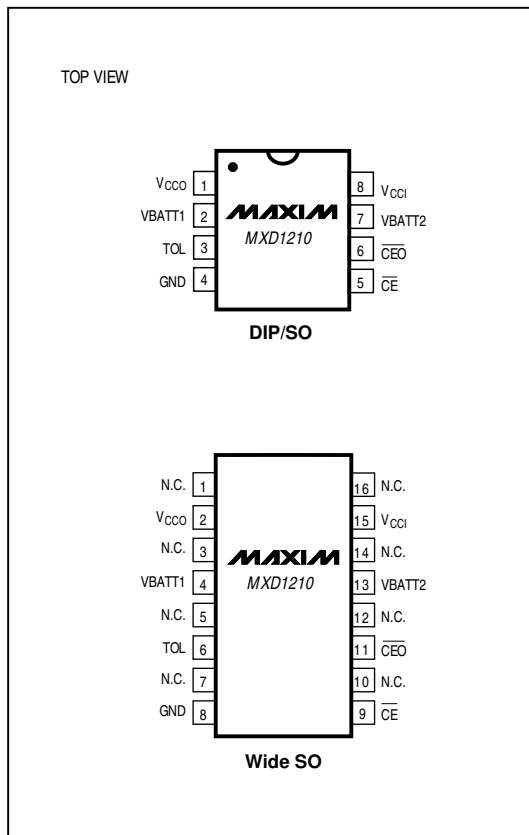 TOP VIEW
VCCO 1
8 VCCI
VBATT1 2
7 VBATT2
TOL 3
6 CEO
GND 4
5 CE
MAXIM
MXD1210
DIP/SO
N.C. 1
16 N.C.
VCCO 2
15 VCCI
N.C. 3
14 N.C.
VBATT1 4
13 VBATT2
N.C. 5
12 N.C.
TOL 6
11 CEO
N.C. 7
10 N.C.
GND 8
9 CE
MAXIM
MXD1210
Wide SO